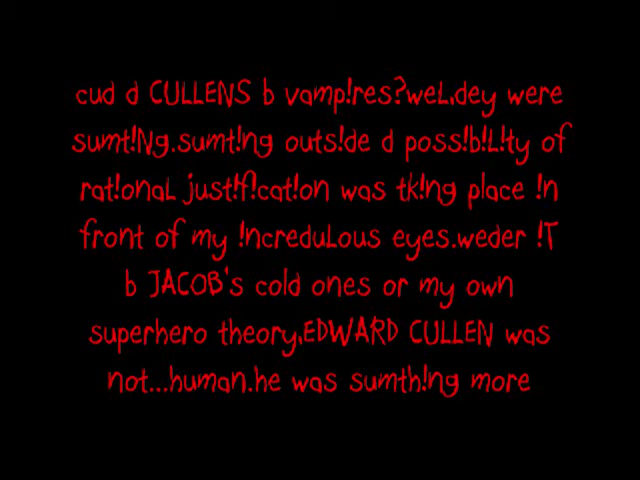 cud d CULLENS b vamp!res?weL,dey were
sumt!Ng.sumt!ng outs!de d poss!b!L!ty of
rat!onaL just!f!cat!on was tk!ng place !n
front of my !ncreduLous eyes.weder !T
b JACOB's cold ones or my own
superhero theory,EDWARD CULLEN was
not...human.he was sumth!ng more